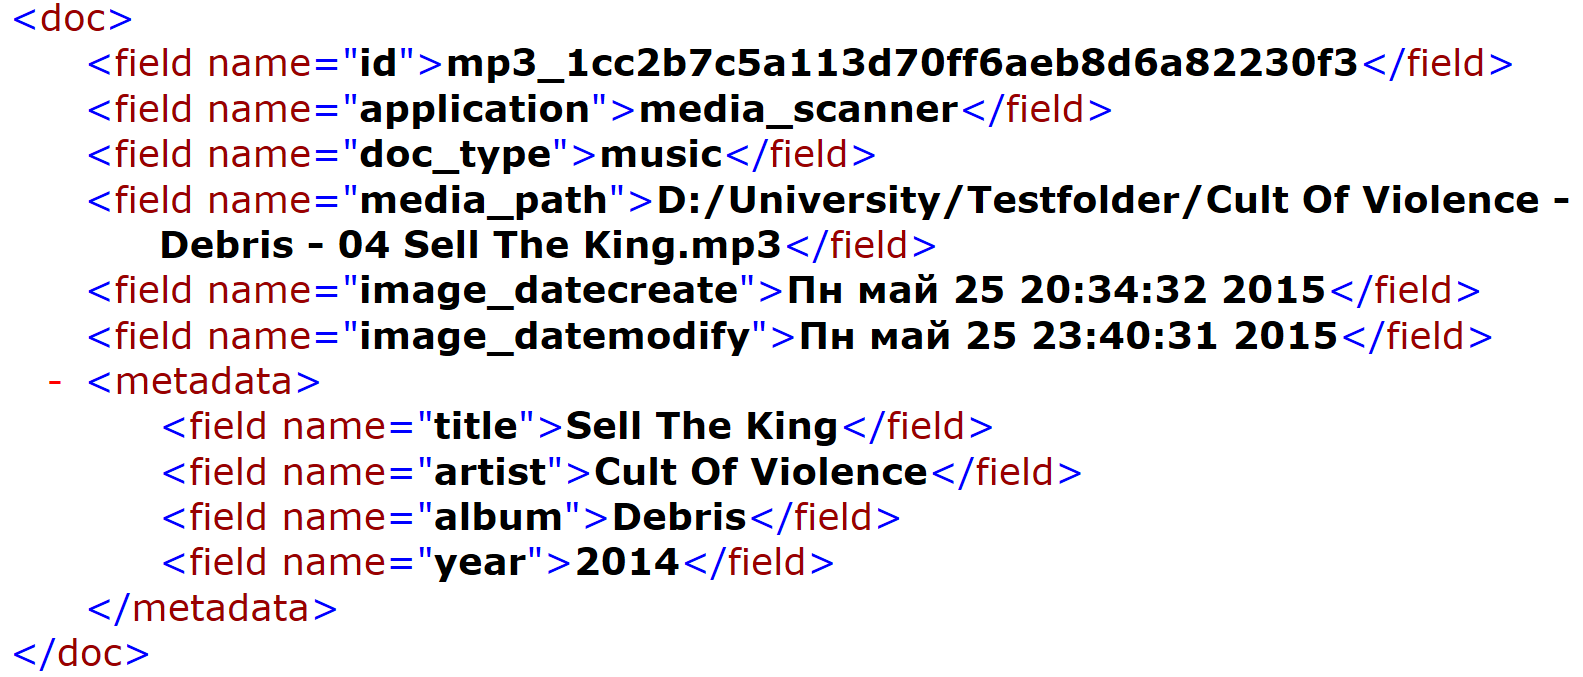 <doc>
<field name="id">mp3_1cc2b7c5a113d70ff6aeb8d6a82230f3</field>
<field name="application">media_scanner</field>
<field name="doc_type">music</field>
<field name="media_path">D:/University/Testfolder/Cult Of Violence -
Debris - 04 Sell The King.mp3</field>
<field name="image_datecreate">Пн май 25 20:34:32 2015</field>
<field name="image_datemodify">Пн май 25 23:40:31 2015</field>
- <metadata>
<field name="title">Sell The King</field>
<field name="artist">Cult Of Violence</field>
<field name="album">Debris</field>
<field name="year">2014</field>
</metadata>
</doc>